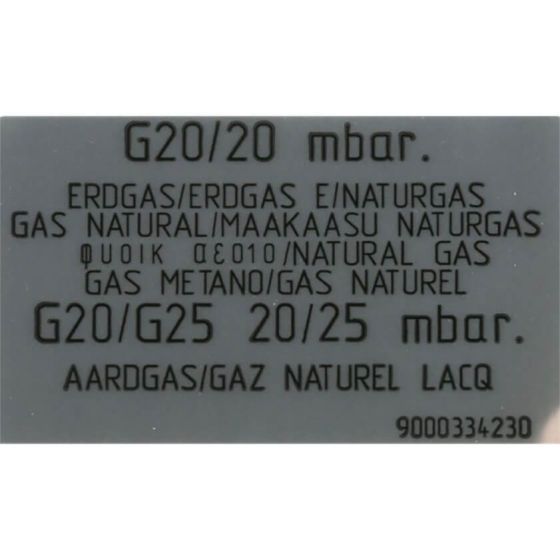 G20/20 mbar.
ERDGAS/ERDGAS E/NATURGAS
GAS NATURAL/MAAKAASU NATURGAS
φυοικ αε010/NATURAL GAS
GAS METANO/GAS NATUREL
G20/G25 20/25 mbar.
AARDGAS/GAZ NATUREL LACQ
9000334230